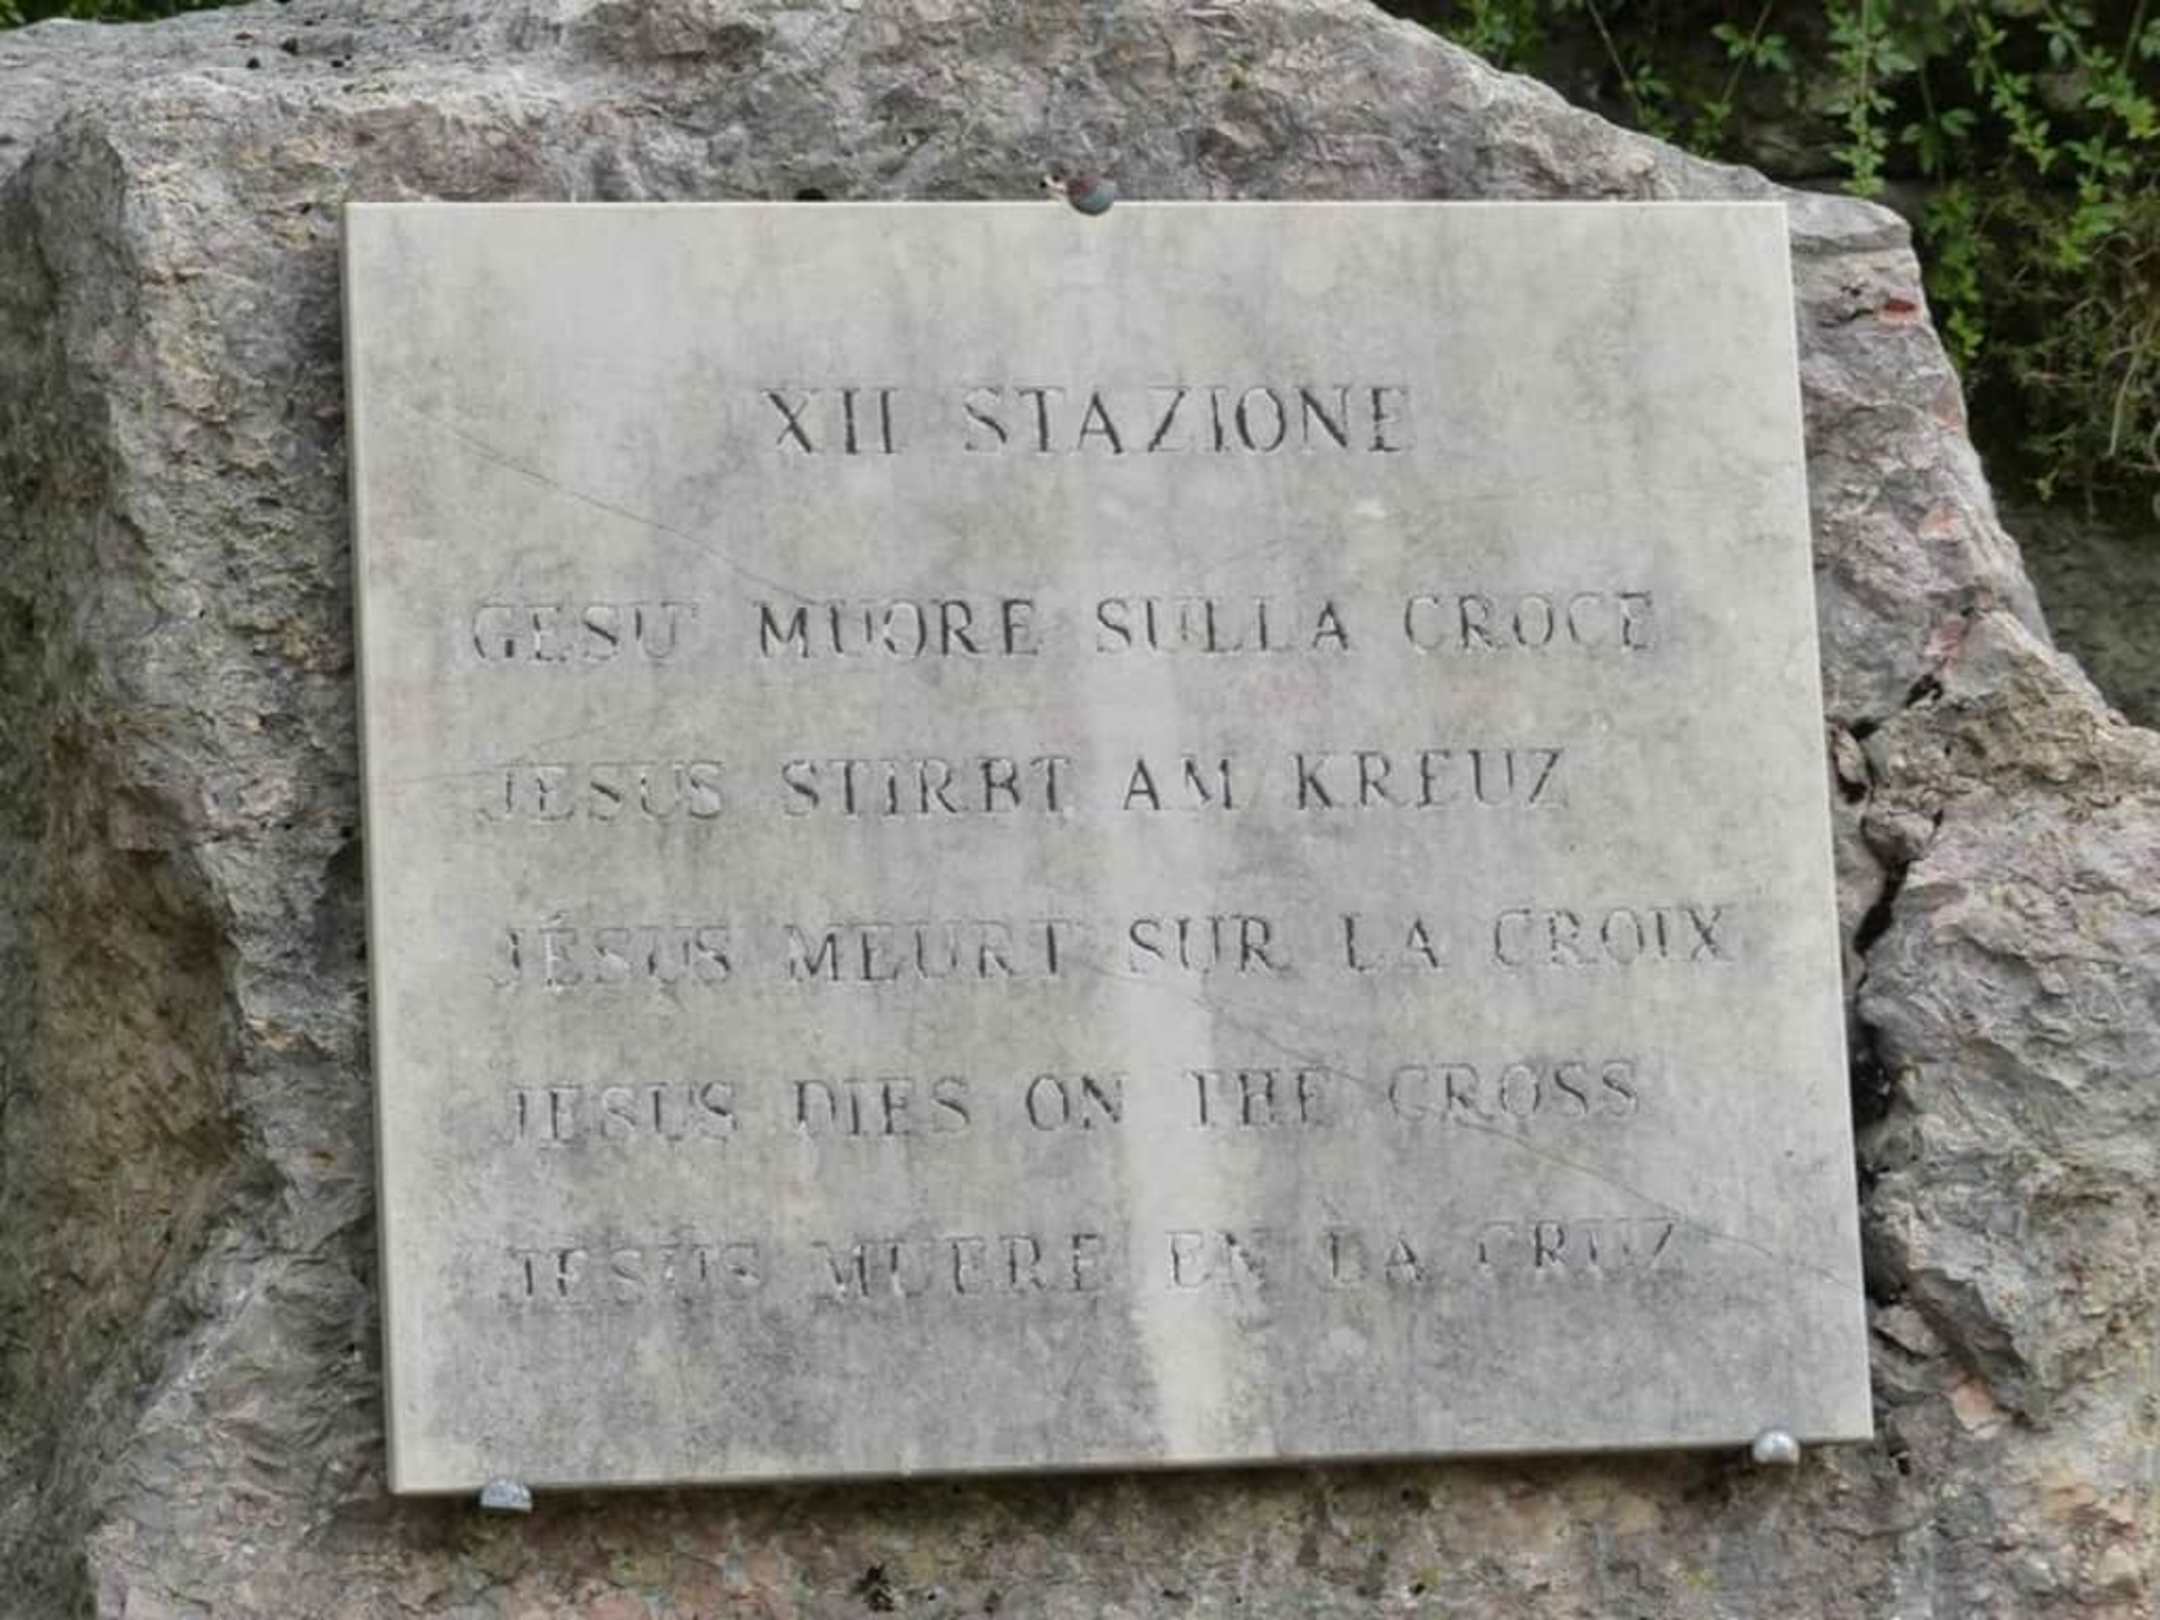 XII STAZIONE
GESU' MUORE SULLA CROCE
JESUS STIRBT AM KREUZ
JÉSUS MEURT SUR LA CROIX
JESUS DIES ON THE CROSS
JESÚS MUERE EN LA CRUZ